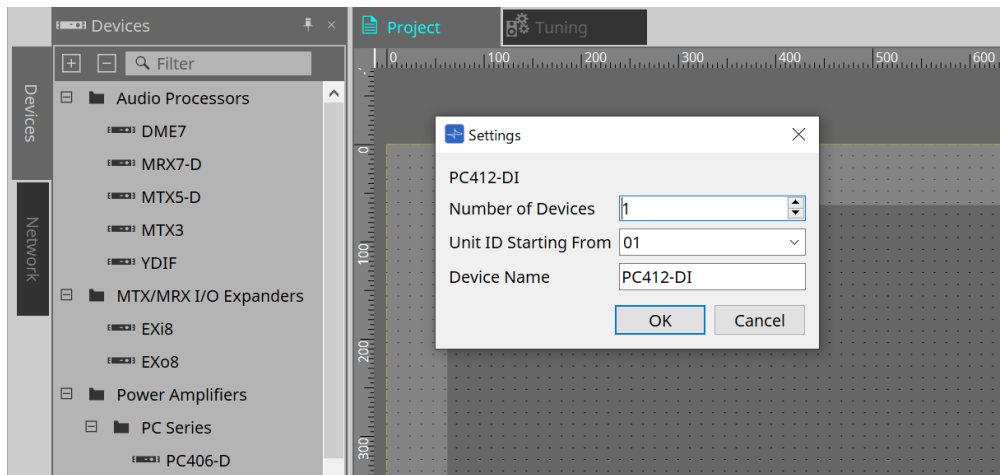 Devices
Filter
Devices
Network
Audio Processors
DME7
MRX7-D
MTX5-D
MTX3
YDIF
MTX/MRX I/O Expanders
EXi8
EXo8
Power Amplifiers
PC Series
PC406-D
Project
Tuning
0 100 200 300 400 500 600
0
100
200
300
Settings
PC412-DI
Number of Devices 1
Unit ID Starting From 01
Device Name PC412-DI
OK Cancel